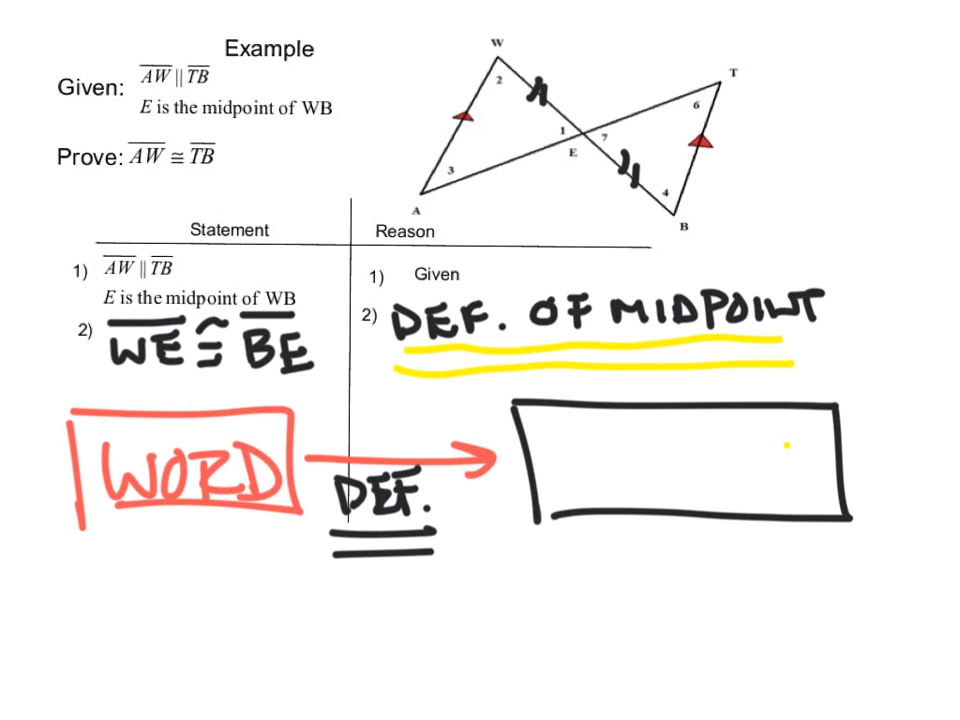 Example
Given: AW || TB
E is the midpoint of WB
Prove: AW ≅ TB
W
T
2
6
1
7
E
3
4
A
B
Statement
Reason
1) AW || TB
1) Given
E is the midpoint of WB
2) WE ≅ BE
2) DEF. OF MIDPOINT
WORD
DEF.